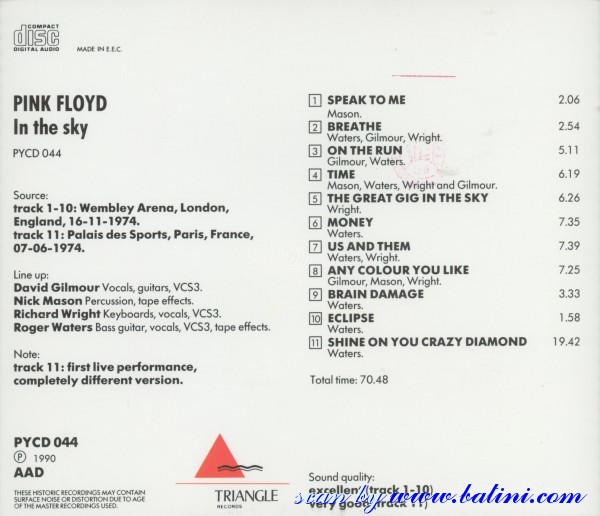 COMPACT
disc
DIGITAL AUDIO
MADE IN E.E.C.
PINK FLOYD
In the sky
PYCD 044
Source:
track 1-10: Wembley Arena, London,
England, 16-11-1974.
track 11: Palais des Sports, Paris, France,
07-06-1974.
Line up:
David Gilmour Vocals, guitars, VCS3.
Nick Mason Percussion, tape effects.
Richard Wright Keyboards, vocals, VCS3.
Roger Waters Bass guitar, vocals, VCS3, tape effects.
Note:
track 11: first live performance,
completely different version.
PYCD 044
℗ 1990
AAD
THESE HISTORIC RECORDINGS MAY CONTAIN
SURFACE NOISE OR DISTORTION DUE TO AGE
OF THE MASTER RECORDINGS USED.
TRIANGLE
RECORDS
1 SPEAK TO ME 2.06
Mason.
2 BREATHE 2.54
Waters, Gilmour, Wright.
3 ON THE RUN 5.11
Gilmour, Waters.
4 TIME 6.19
Mason, Waters, Wright and Gilmour.
5 THE GREAT GIG IN THE SKY 6.26
Wright.
6 MONEY 7.35
Waters.
7 US AND THEM 7.39
Waters, Wright.
8 ANY COLOUR YOU LIKE 7.25
Gilmour, Mason, Wright.
9 BRAIN DAMAGE 3.33
Waters.
10 ECLIPSE 1.58
Waters.
11 SHINE ON YOU CRAZY DIAMOND 19.42
Waters.
Total time: 70.48
Sound quality:
excellent (track 1-10)
very good (track 11)
scan by www.batini.com